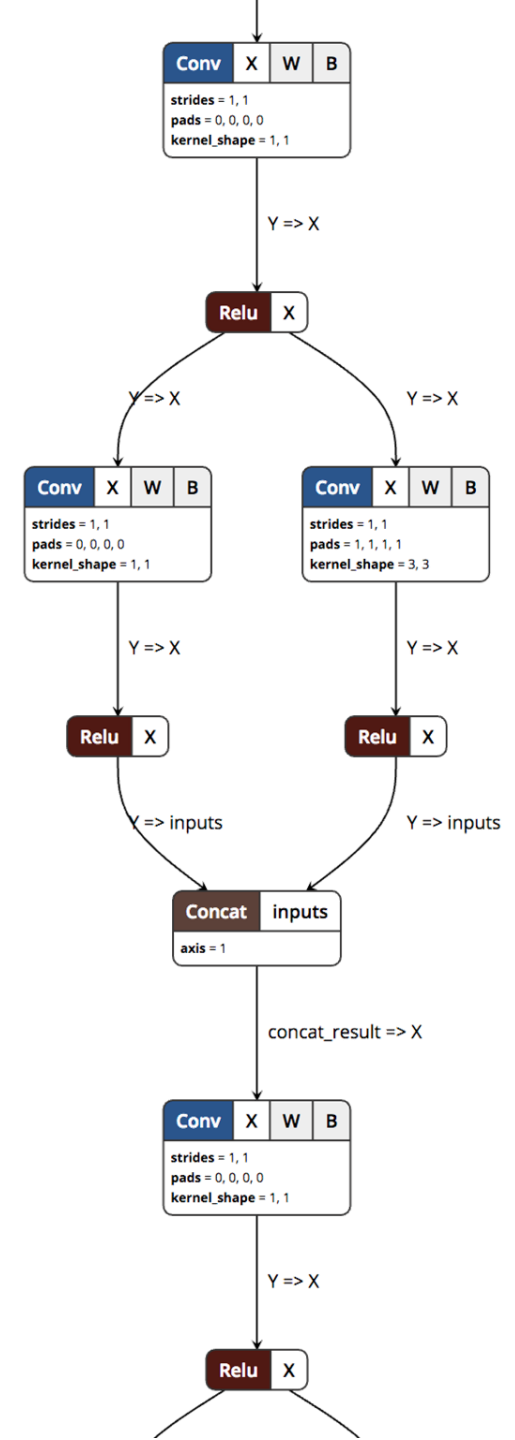 Conv X W B
strides = 1, 1
pads = 0, 0, 0, 0
kernel_shape = 1, 1
Y => X
Relu X
Y => X Y => X
Conv X W B Conv X W B
strides = 1, 1 strides = 1, 1
pads = 0, 0, 0, 0 pads = 1, 1, 1, 1
kernel_shape = 1, 1 kernel_shape = 3, 3
Y => X Y => X
Relu X Relu X
Y => inputs Y => inputs
Concat inputs
axis = 1
concat_result => X
Conv X W B
strides = 1, 1
pads = 0, 0, 0, 0
kernel_shape = 1, 1
Y => X
Relu X